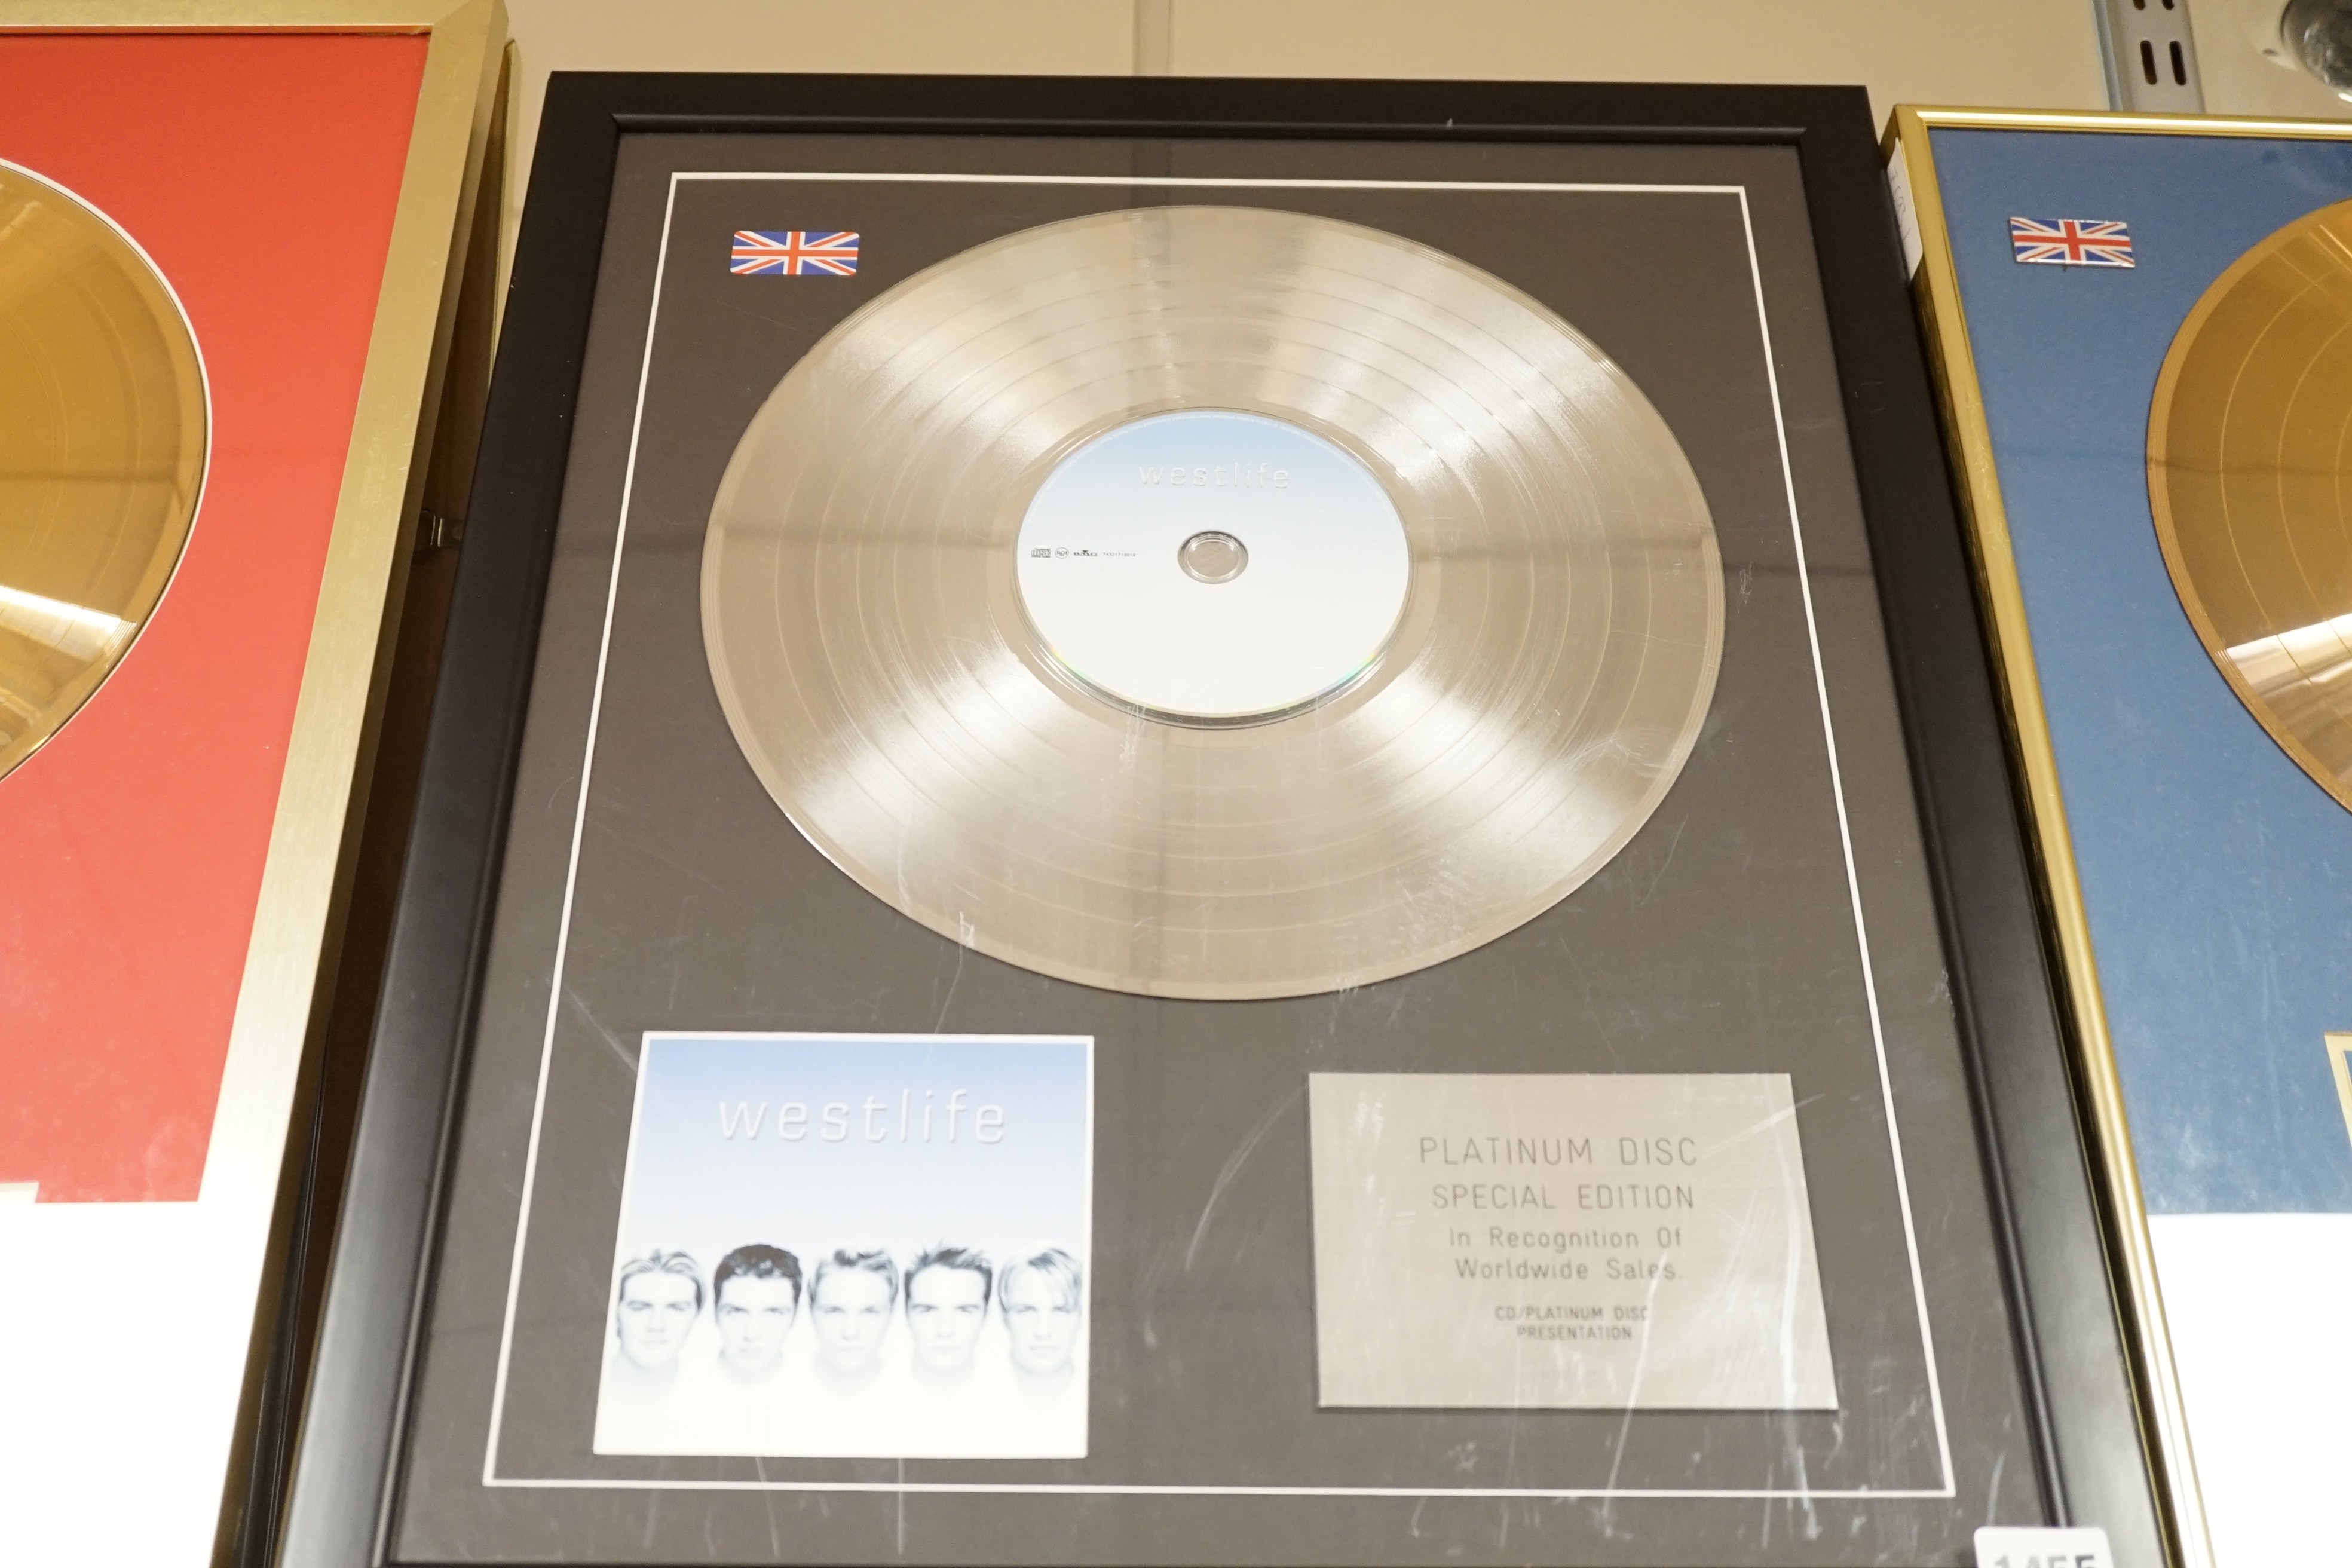 westlife
westlife
PLATINUM DISC
SPECIAL EDITION
In Recognition Of
Worldwide Sales
CD/PLATINUM DISC
PRESENTATION